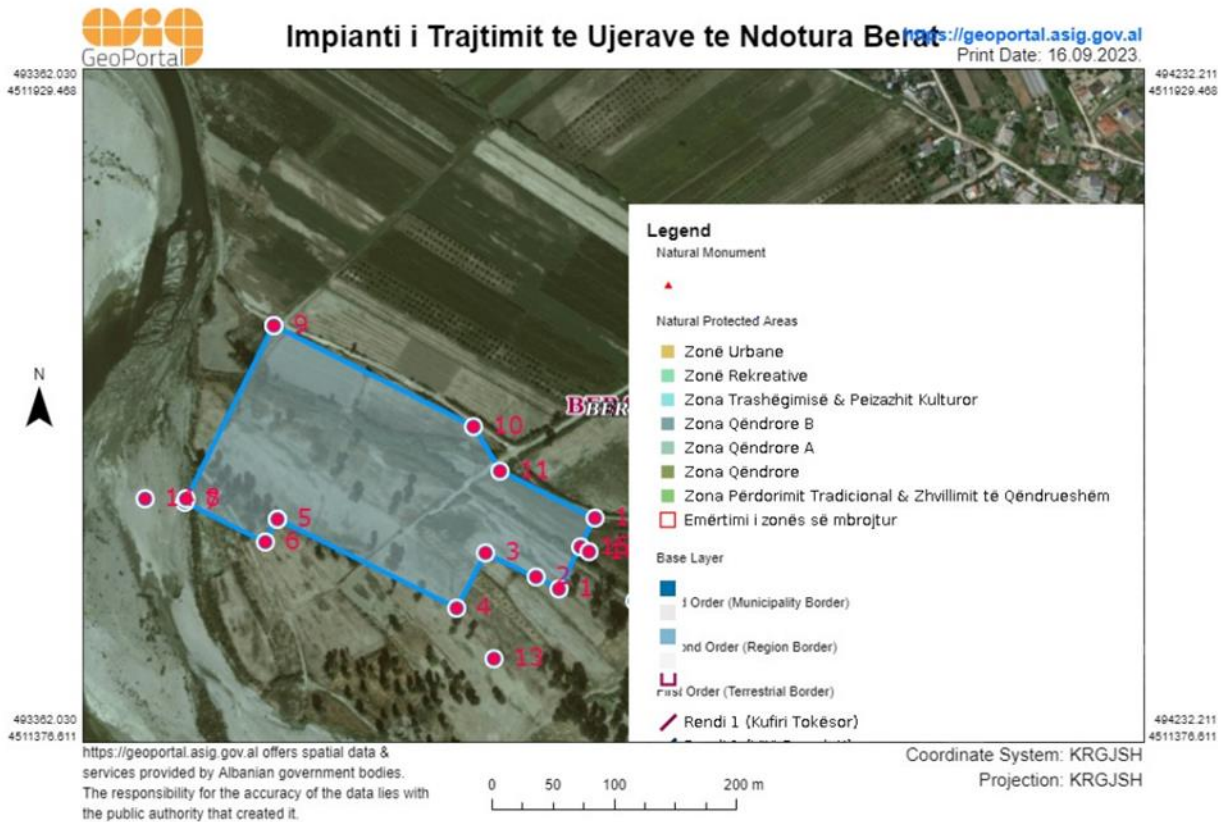 asig
GeoPortal
Impianti i Trajtimit te Ujerave te Ndotura Berat
https://geoportal.asig.gov.al
Print Date: 16.09.2023.
493362.030
4511929.468
494232.211
4511929.468
Legend
Natural Monument
Natural Protected Areas
Zonë Urbane
Zonë Rekreative
Zona Trashëgimisë & Peizazhit Kulturor
Zona Qëndrore B
Zona Qëndrore A
Zona Qëndrore
Zona Përdorimit Tradicional & Zhvillimit të Qëndrueshëm
Emërtimi i zonës së mbrojtur
Base Layer
d Order (Municipality Border)
ond Order (Region Border)
First Order (Terrestrial Border)
Rendi 1 (Kufiri Tokësor)
N
9
10
BER
11
5
6
3
2
1
4
13
493362.030
4511376.611
494232.211
4511376.611
https://geoportal.asig.gov.al offers spatial data &
services provided by Albanian government bodies.
The responsibility for the accuracy of the data lies with
the public authority that created it.
0 100 200 m
Coordinate System: KRGJSH
Projection: KRGJSH